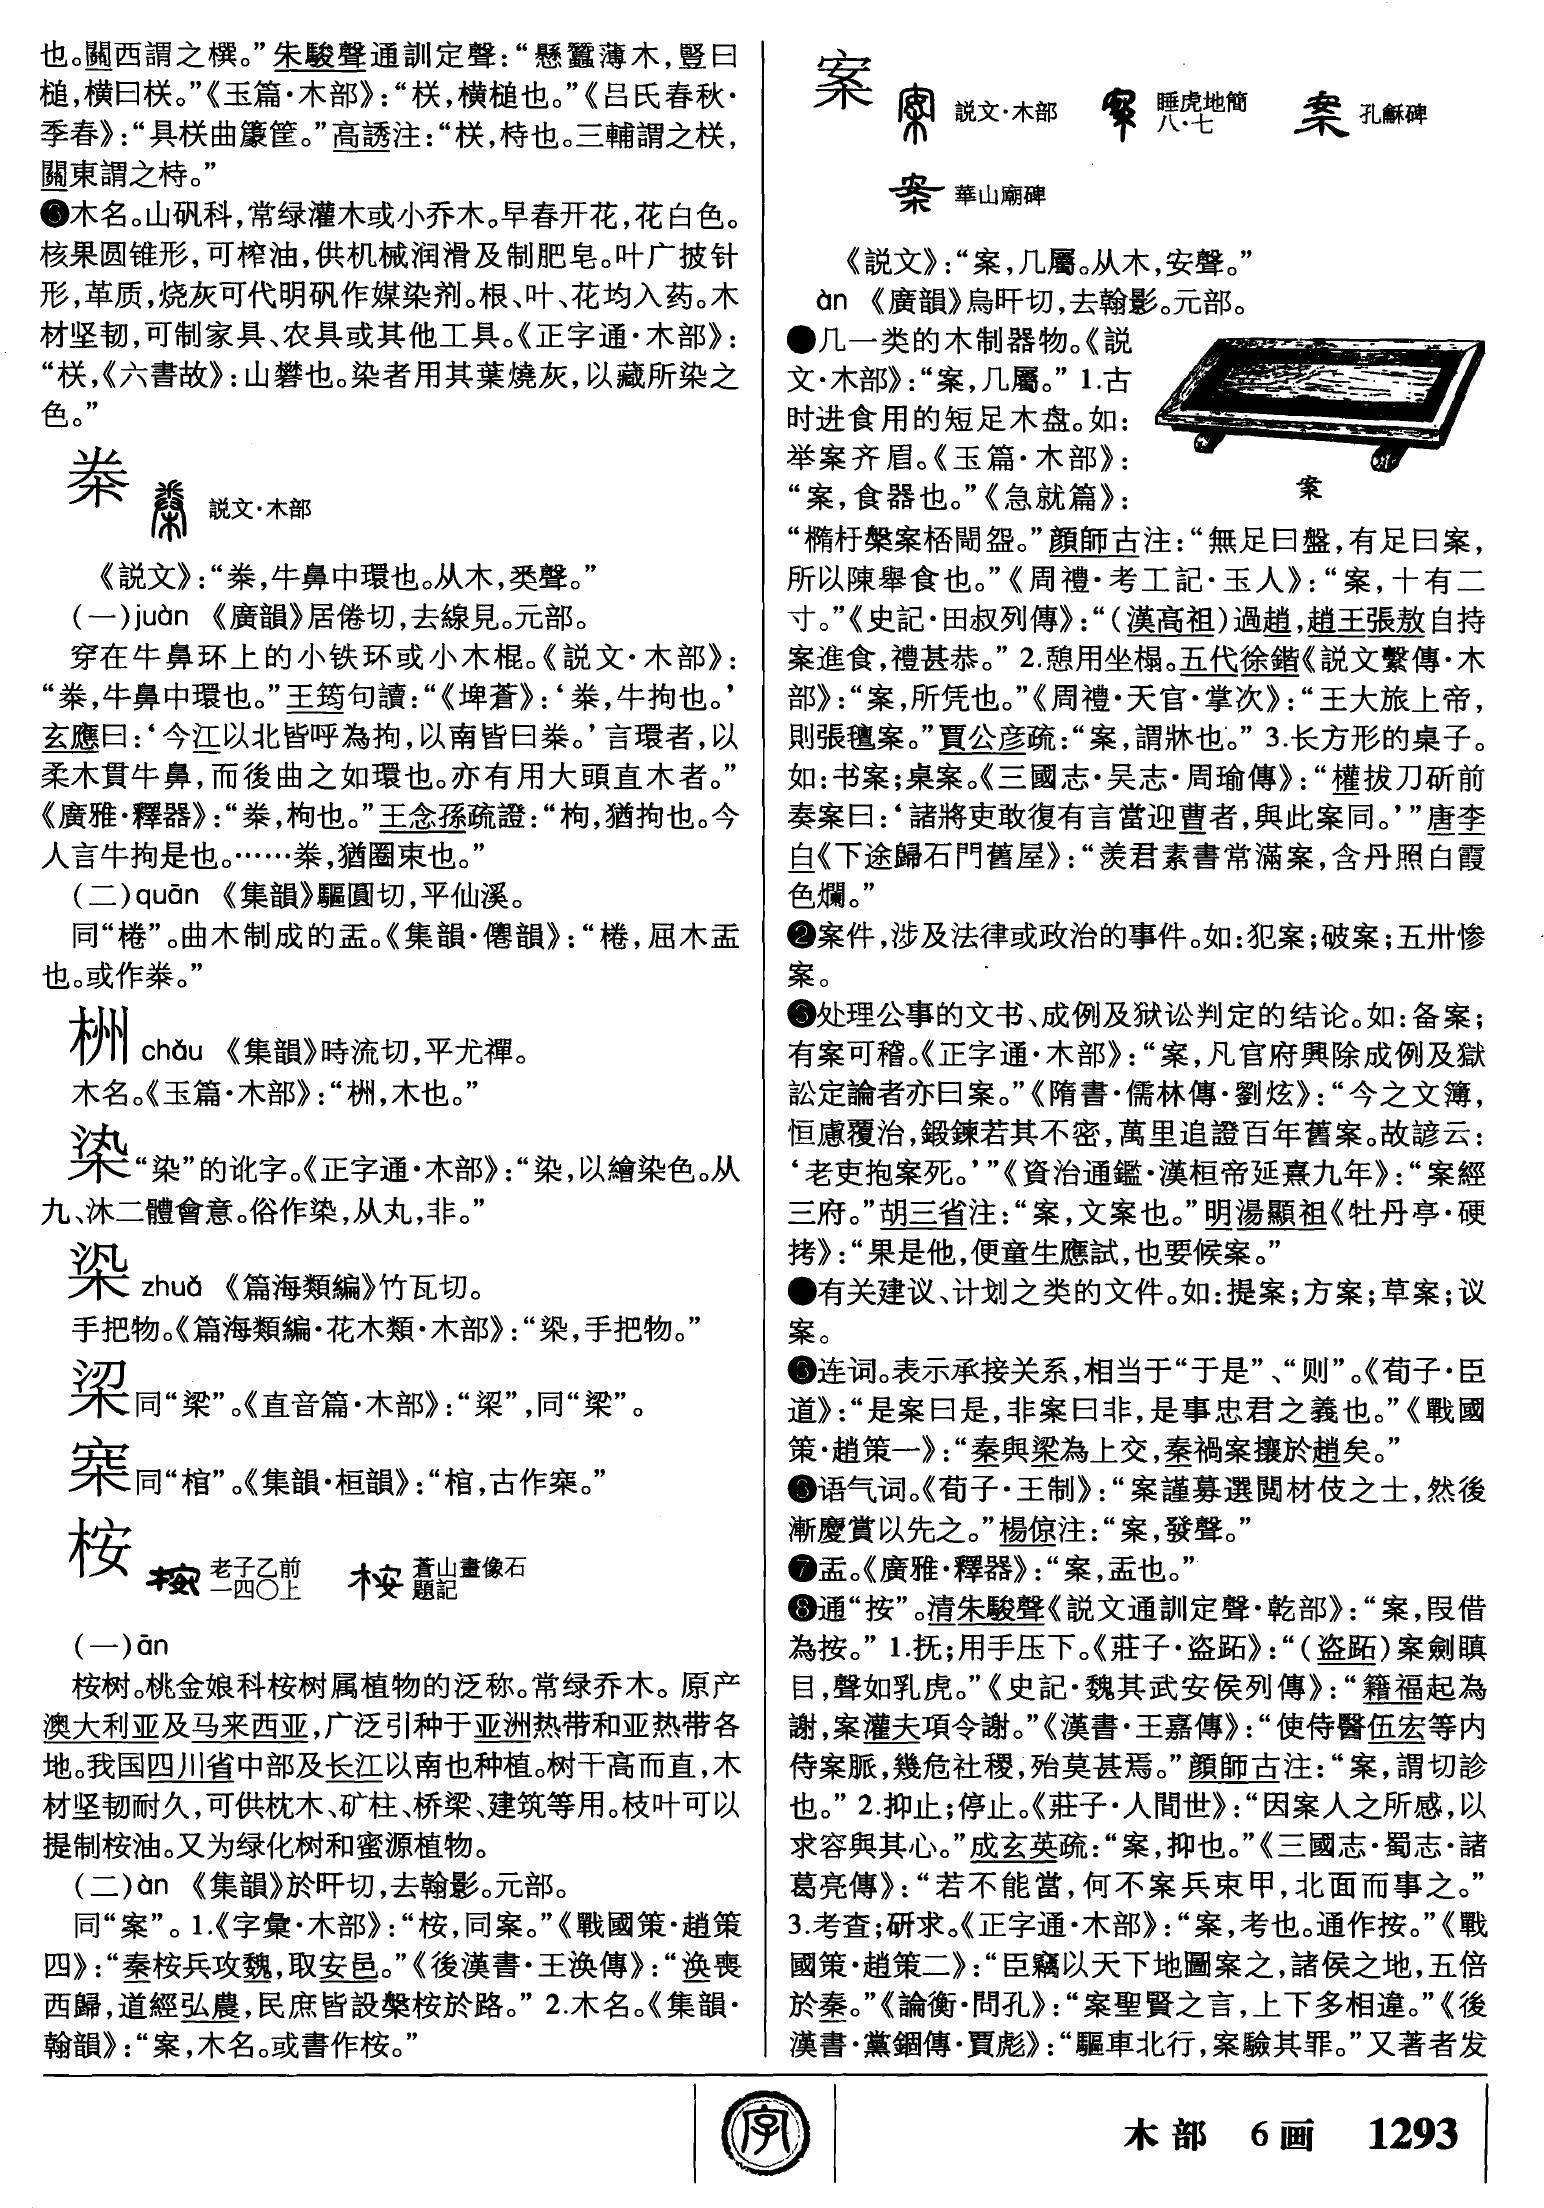 也。關西謂之㯢。”朱駿聲通訓定聲：“懸蠶薄木，豎曰
槌，横曰栚。”《玉篇·木部》：“栚，横槌也。”《吕氏春秋·
季春》：“具栚曲籇筐。”高誘注：“栚，㭙也。三輔謂之栚，
關東謂之㭙。”
❸木名。山矾科，常绿灌木或小乔木。早春开花，花白色。
核果圆锥形，可榨油，供机械润滑及制肥皂。叶广披针
形，革质，烧灰可代明矾作媒染剂。根、叶、花均入药。木
材坚韧，可制家具、农具或其他工具。《正字通·木部》：
“栚，《六書故》：山礬也。染者用其葉燒灰，以藏所染之
色。”
桊
説文·木部
《説文》：“桊，牛鼻中環也。从木，𢍏聲。”
（一）juàn 《廣韻》居倦切，去線見。元部。
穿在牛鼻环上的小铁环或小木棍。《説文·木部》：
“桊，牛鼻中環也。”王筠句讀：“《埤蒼》：‘桊，牛拘也。’
玄應曰：‘今江以北皆呼為拘，以南皆曰桊。’言環者，以
柔木貫牛鼻，而後曲之如環也。亦有用大頭直木者。”
《廣雅·釋器》：“桊，枸也。”王念孫疏證：“枸，猶拘也。今
人言牛拘是也。……桊，猶圈束也。”
（二）quān 《集韻》驅圓切，平仙溪。
同“棬”。曲木制成的盂。《集韻·僊韻》：“棬，屈木盂
也。或作桊。”
栦 chǎu 《集韻》時流切，平尤禪。
木名。《玉篇·木部》：“栦，木也。”
“染”的讹字。《正字通·木部》：“染，以繒染色。从
九、沐二體會意。俗作染，从丸，非。”
zhuǎ 《篇海類編》竹瓦切。
手把物。《篇海類編·花木類·木部》：“，手把物。”
同“梁”。《直音篇·木部》：“”，同“梁”。
同“棺”。《集韻·桓韻》：“棺，古作。”
桉
老子乙前
一四〇上
蒼山畫像石
題記
（一）ān
桉树。桃金娘科桉树属植物的泛称。常绿乔木。原产
澳大利亚及马来西亚，广泛引种于亚洲热带和亚热带各
地。我国四川省中部及长江以南也种植。树干高而直，木
材坚韧耐久，可供枕木、矿柱、桥梁、建筑等用。枝叶可以
提制桉油。又为绿化树和蜜源植物。
（二）àn 《集韻》於旰切，去翰影。元部。
同“案”。1.《字彙·木部》：“桉，同案。”《戰國策·趙策
四》：“秦桉兵攻魏，取安邑。”《後漢書·王涣傳》：“涣喪
西歸，道經弘農，民庶皆設槃桉於路。” 2.木名。《集韻·
翰韻》：“案，木名。或書作桉。”
案
説文·木部
睡虎地簡
八·七
孔龢碑
華山廟碑
《説文》：“案，几屬。从木，安聲。”
àn 《廣韻》烏旰切，去翰影。元部。
●几一类的木制器物。《説
文·木部》：“案，几屬。” 1.古
时进食用的短足木盘。如：
举案齐眉。《玉篇·木部》：
“案，食器也。”《急就篇》：
案
“橢杅槃案桮閜盌。”顔師古注：“無足曰盤，有足曰案，
所以陳舉食也。”《周禮·考工記·玉人》：“案，十有二
寸。”《史記·田叔列傳》：“（漢高祖）過趙，趙王張敖自持
案進食，禮甚恭。” 2.憩用坐榻。五代徐鍇《説文繫傳·木
部》：“案，所凭也。”《周禮·天官·掌次》：“王大旅上帝，
則張氊案。”賈公彦疏：“案，謂牀也。” 3.长方形的桌子。
如：书案；桌案。《三國志·吴志·周瑜傳》：“權拔刀斫前
奏案曰：‘諸將吏敢復有言當迎曹者，與此案同。’”唐李
白《下途歸石門舊屋》：“羨君素書常滿案，含丹照白霞
色爛。”
❷案件，涉及法律或政治的事件。如：犯案；破案；五卅惨
案。
❸处理公事的文书、成例及狱讼判定的结论。如：备案；
有案可稽。《正字通·木部》：“案，凡官府興除成例及獄
訟定論者亦曰案。”《隋書·儒林傳·劉炫》：“今之文簿，
恒慮覆治，鍛鍊若其不密，萬里追證百年舊案。故諺云：
‘老吏抱案死。’”《資治通鑑·漢桓帝延熹九年》：“案經
三府。”胡三省注：“案，文案也。”明湯顯祖《牡丹亭·硬
拷》：“果是他，便童生應試，也要候案。”
●有关建议、计划之类的文件。如：提案；方案；草案；议
案。
❺连词。表示承接关系，相当于“于是”、“则”。《荀子·臣
道》：“是案曰是，非案曰非，是事忠君之義也。”《戰國
策·趙策一》：“秦與梁為上交，秦禍案攘於趙矣。”
❻语气词。《荀子·王制》：“案謹募選閲材伎之士，然後
漸慶賞以先之。”楊倞注：“案，發聲。”
❼盂。《廣雅·釋器》：“案，盂也。”
❽通“按”。清朱駿聲《説文通訓定聲·乾部》：“案，叚借
為按。” 1.抚；用手压下。《莊子·盗跖》：“（盗跖）案劍瞋
目，聲如乳虎。”《史記·魏其武安侯列傳》：“籍福起為
謝，案灌夫項令謝。”《漢書·王嘉傳》：“使侍醫伍宏等内
侍案脈，幾危社稷，殆莫甚焉。”顔師古注：“案，謂切診
也。” 2.抑止；停止。《莊子·人間世》：“因案人之所感，以
求容與其心。”成玄英疏：“案，抑也。”《三國志·蜀志·諸
葛亮傳》：“若不能當，何不案兵束甲，北面而事之。”
3.考查；研求。《正字通·木部》：“案，考也。通作按。”《戰
國策·趙策二》：“臣竊以天下地圖案之，諸侯之地，五倍
於秦。”《論衡·問孔》：“案聖賢之言，上下多相違。”《後
漢書·黨錮傳·賈彪》：“驅車北行，案驗其罪。”又著者发
字
木部 6画 1293